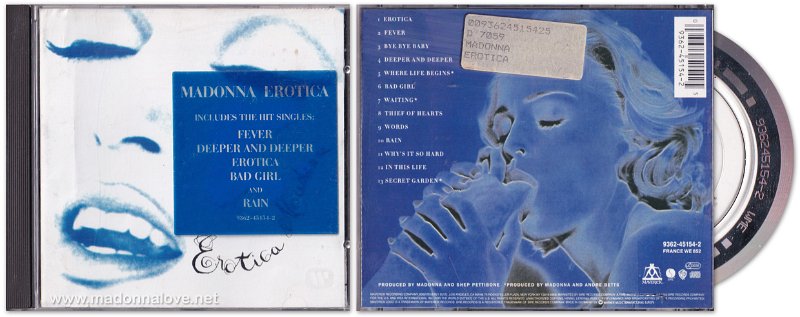 MADONNA EROTICA
INCLUDES THE HIT SINGLES:
FEVER
DEEPER AND DEEPER
EROTICA
BAD GIRL
AND
RAIN
9362-45154-2
Erotica
www.madonnalove.net
1 EROTICA
2 FEVER
3 BYE BYE BABY
4 DEEPER AND DEEPER
5 WHERE LIFE BEGINS*
6 BAD GIRL
7 WAITING*
8 THIEF OF HEARTS
9 WORDS
10 RAIN
11 WHY'S IT SO HARD
12 IN THIS LIFE
13 SECRET GARDEN*
0093624515425
D 7059
MADONNA
EROTICA
9362-45154-2
9362-45154-2
FRANCE WE 852
PRODUCED BY MADONNA AND SHEP PETTIBONE *PRODUCED BY MADONNA AND ANDRE BETTS
MAVERICK
936245154-2 WME